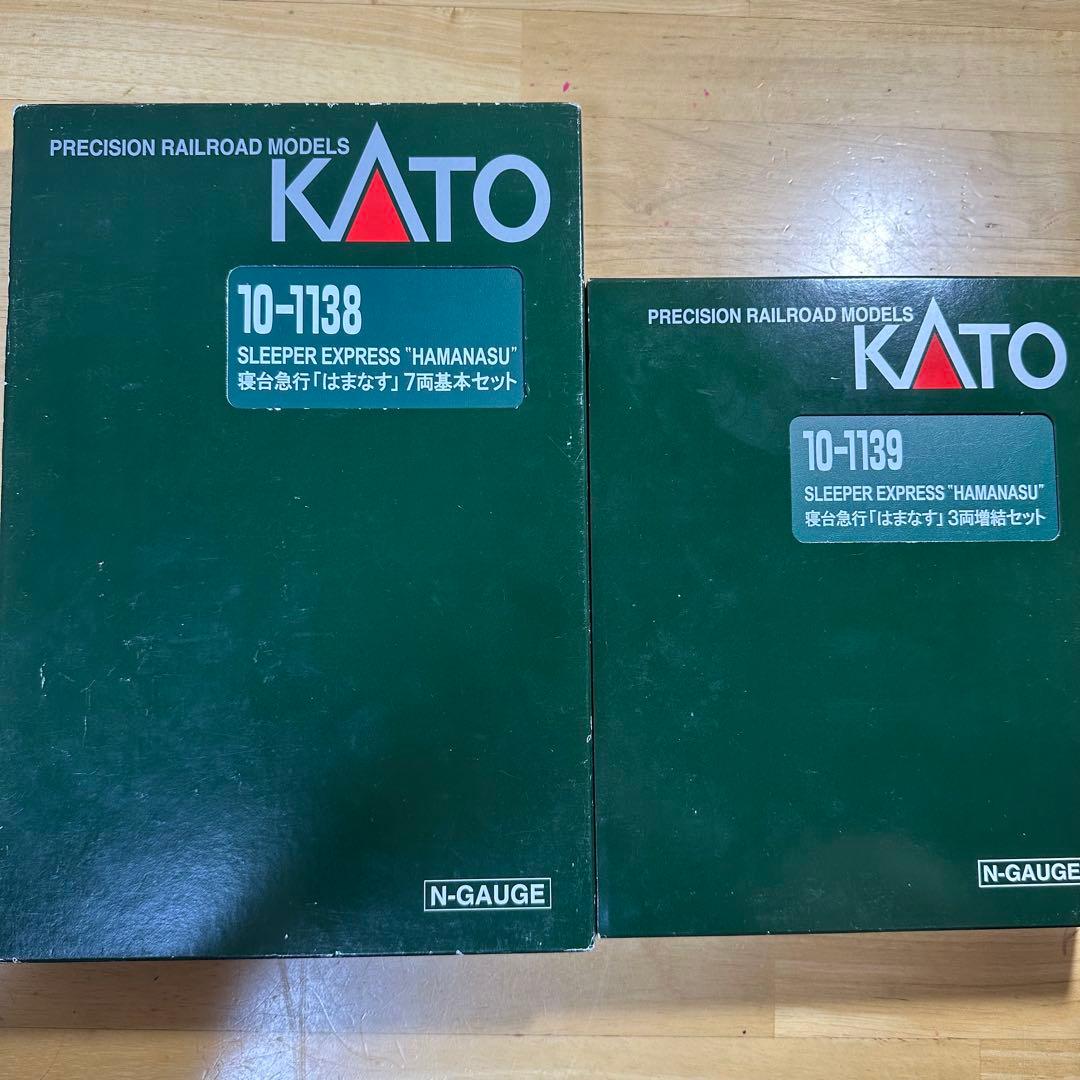 PRECISION RAILROAD MODELS
KATO
10-1138
SLEEPER EXPRESS "HAMANASU"
寝台急行「はまなす」7両基本セット
N-GAUGE
PRECISION RAILROAD MODELS
KATO
10-1139
SLEEPER EXPRESS "HAMANASU"
寝台急行「はまなす」3両増結セット
N-GAUGE